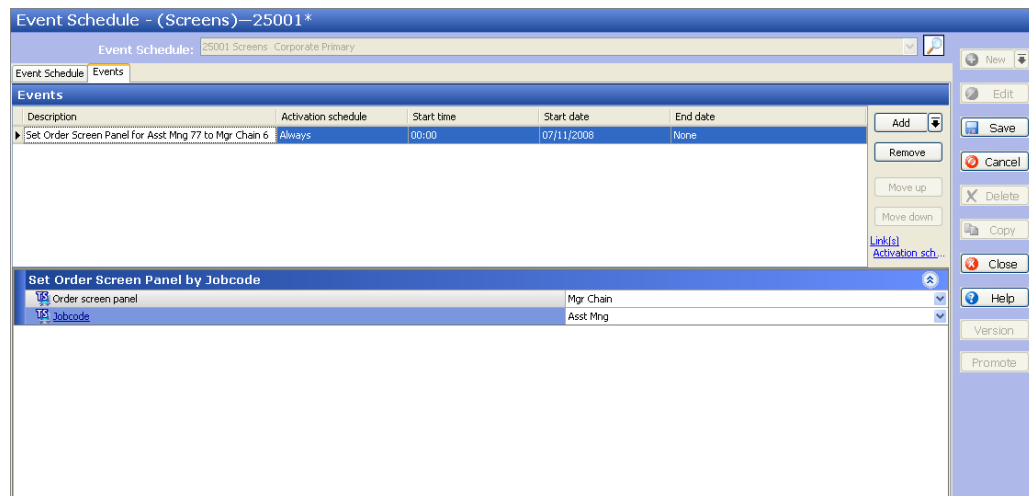 Event Schedule - (Screens)—25001*
Event Schedule: 25001 Screens Corporate Primary
New
Event Schedule Events
Events
Edit
Description Activation schedule Start time Start date End date
Set Order Screen Panel for Asst Mng 77 to Mgr Chain 6 Always 00:00 07/11/2008 None
Add
Save
Remove
Cancel
Move up
Delete
Move down
Copy
Link(s)
Activation sch...
Close
Set Order Screen Panel by Jobcode
TS Order screen panel Mgr Chain
Help
TS Jobcode Asst Mng
Version
Promote